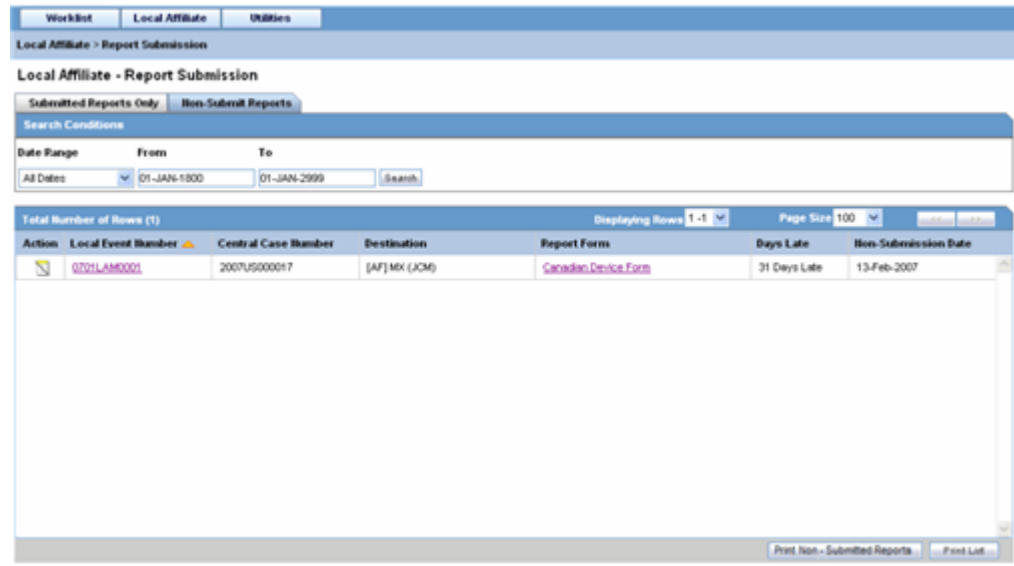 Worklist Local Affiliate Utilities
Local Affiliate > Report Submission
Local Affiliate - Report Submission
Submitted Reports Only Non-Submit Reports
Search Conditions
Date Range From To
All Dates 01-JAN-1800 01-JAN-2999 Search
Total Number of Rows (1) Displaying Rows 1 -1 Page Size 100 << >>
Action Local Event Number Central Case Number Destination Report Form Days Late Non-Submission Date
0701LAM0001 2007US000017 [AF] MX (JCM) Canadian Device Form 31 Days Late 13-Feb-2007
Print Non - Submitted Reports Print List